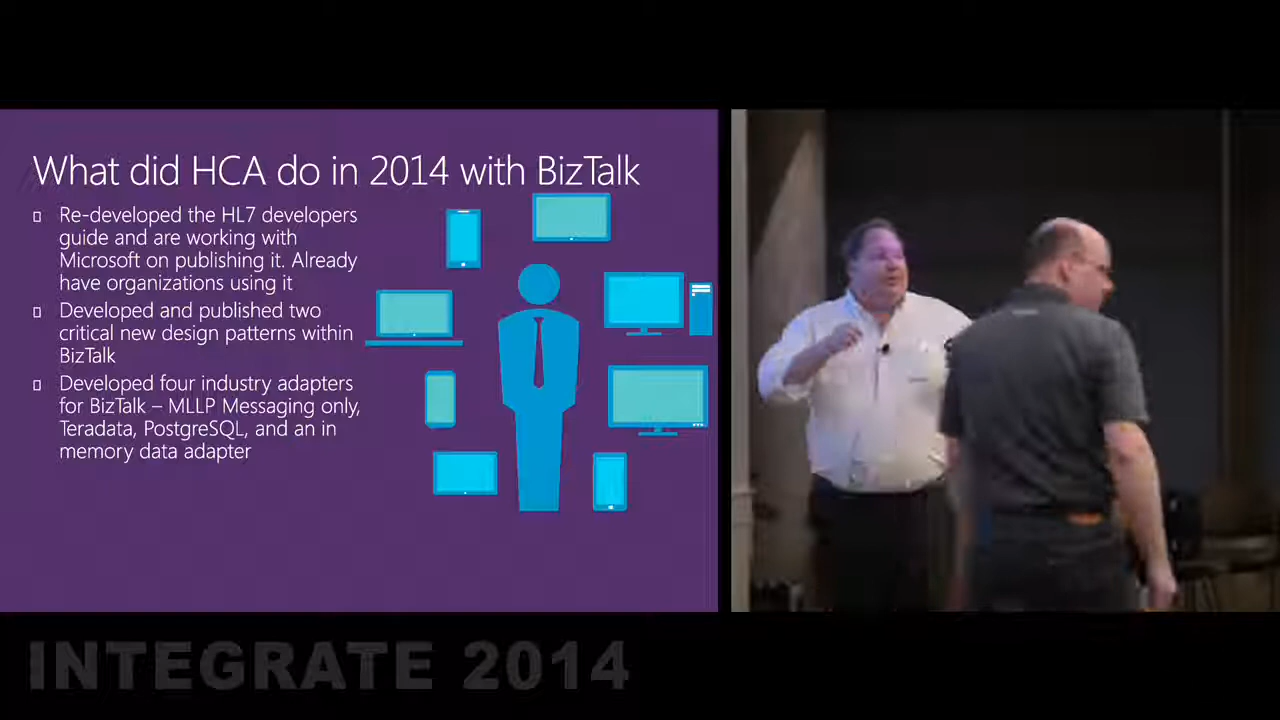 What did HCA do in 2014 with BizTalk
Re-developed the HL7 developers
guide and are working with
Microsoft on publishing it. Already
have organizations using it
Developed and published two
critical new design patterns within
BizTalk
Developed four industry adapters
for BizTalk – MLLP Messaging only,
Teradata, PostgreSQL, and an in
memory data adapter
INTEGRATE 2014